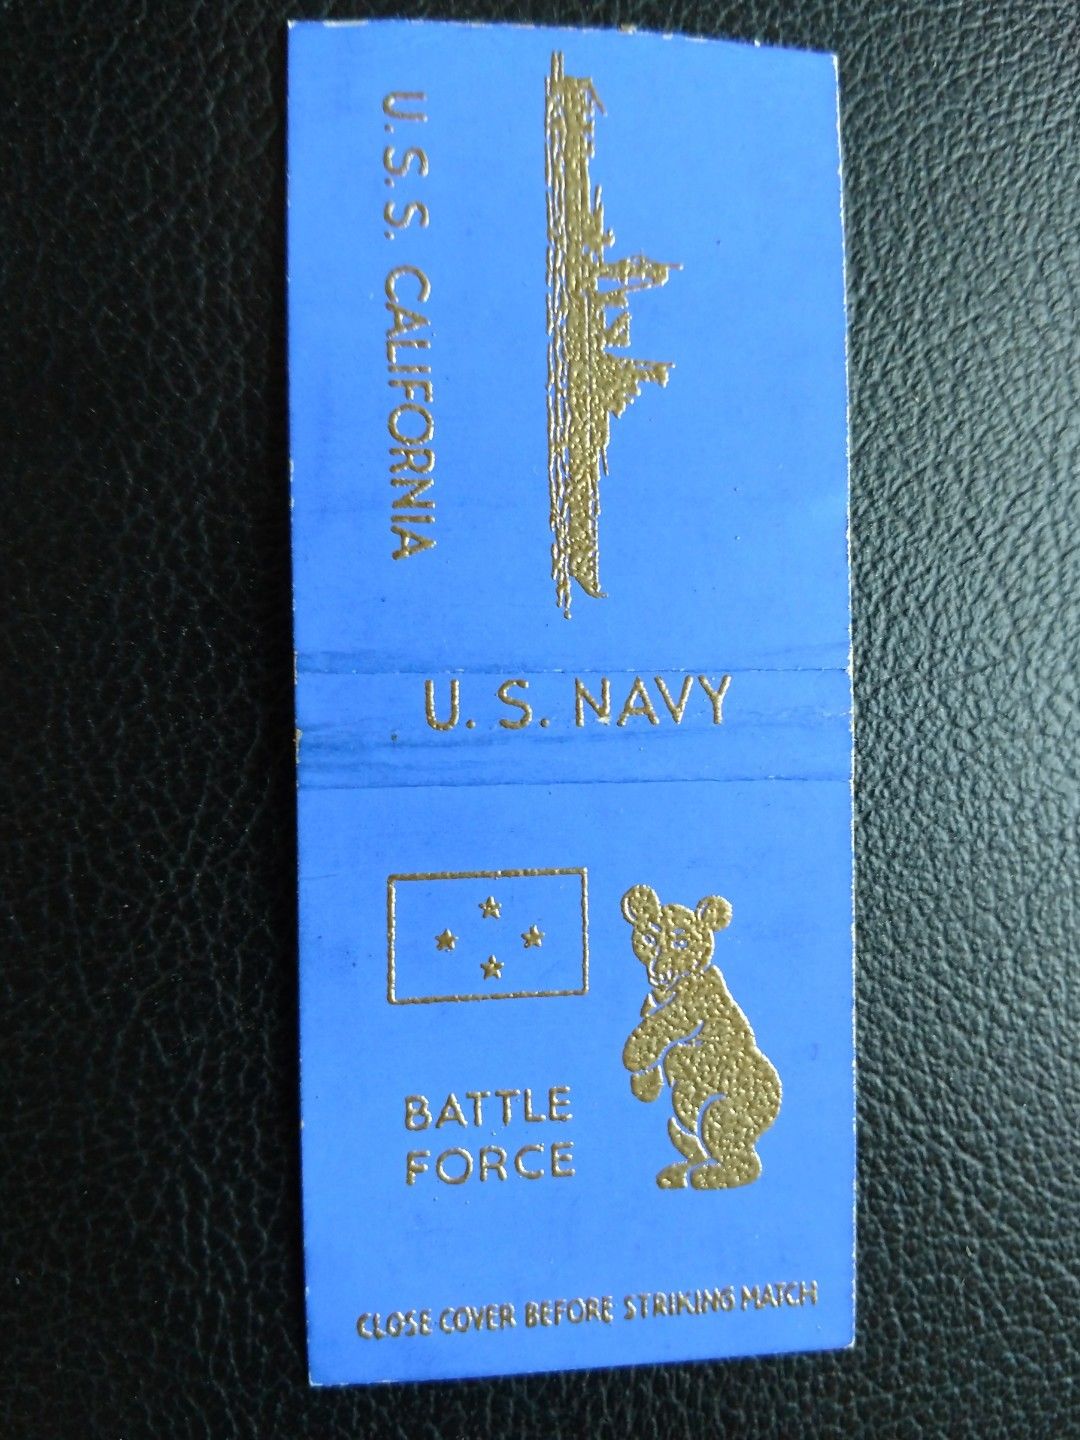 U.S.S. CALIFORNIA
U. S. NAVY
BATTLE
FORCE
CLOSE COVER BEFORE STRIKING MATCH